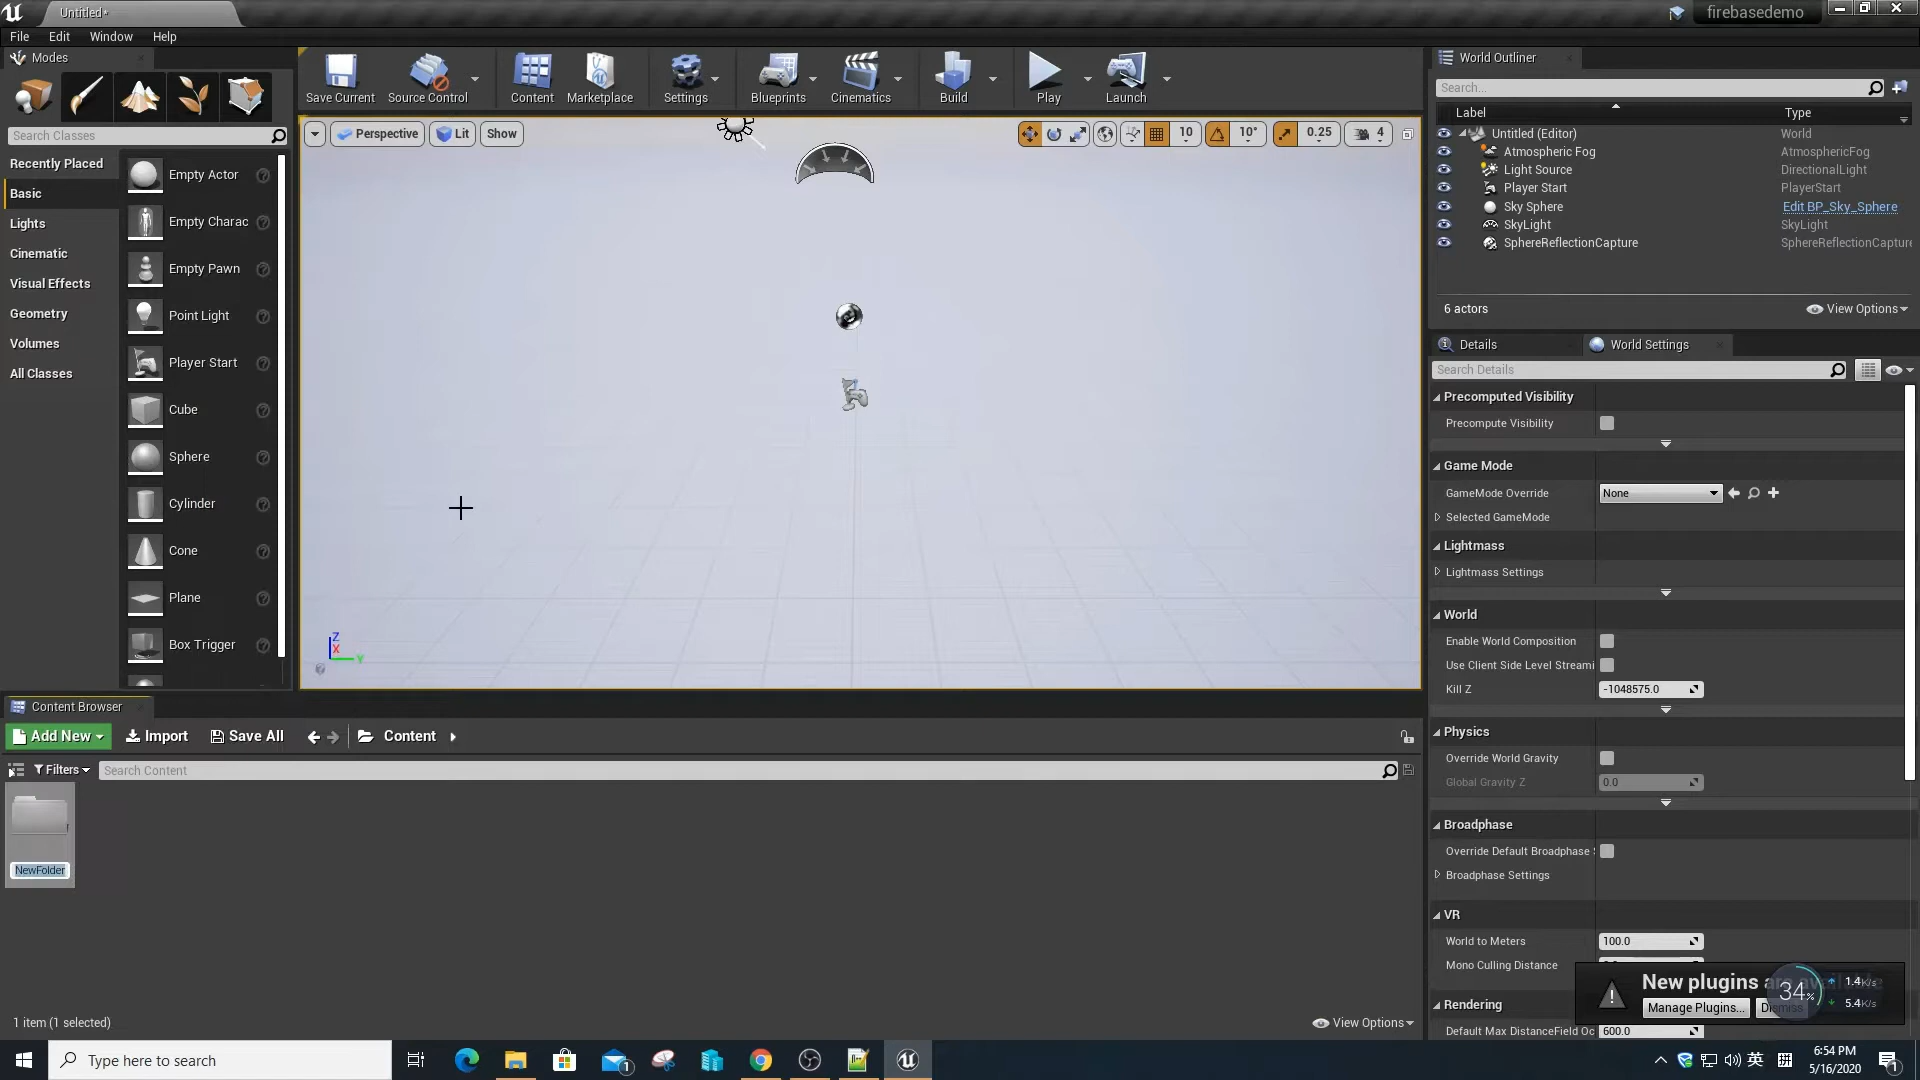 Untitled*
firebasedemo
File Edit Window Help
Modes
Save Current
Source Control
Content
Marketplace
Settings
Blueprints
Cinematics
Build
Play
Launch
World Outliner
Search...
Label Type
Untitled (Editor) World
Atmospheric Fog AtmosphericFog
Light Source DirectionalLight
Player Start PlayerStart
Sky Sphere Edit BP_Sky_Sphere
SkyLight SkyLight
SphereReflectionCapture SphereReflectionCapture
6 actors
View Options
Search Classes
Recently Placed
Basic
Lights
Cinematic
Visual Effects
Geometry
Volumes
All Classes
Empty Actor
Empty Charac
Empty Pawn
Point Light
Player Start
Cube
Sphere
Cylinder
Cone
Plane
Box Trigger
Perspective
Lit
Show
10
10°
0.25
4
Z
X
Y
Details
World Settings
Search Details
Precomputed Visibility
Precompute Visibility
Game Mode
GameMode Override None
Selected GameMode
Lightmass
Lightmass Settings
World
Enable World Composition
Use Client Side Level Streami
Kill Z -1048575.0
Physics
Override World Gravity
Global Gravity Z 0.0
Broadphase
Override Default Broadphase
Broadphase Settings
VR
World to Meters 100.0
Mono Culling Distance
Rendering
Default Max DistanceField Oc 600.0
New plugins
Manage Plugins...
Dismiss
34%
1.4K/s
5.4K/s
Content Browser
Add New
Import
Save All
Content
Filters
Search Content
NewFolder
1 item (1 selected)
View Options
Type here to search
1
英
拼
6:54 PM
5/16/2020
1